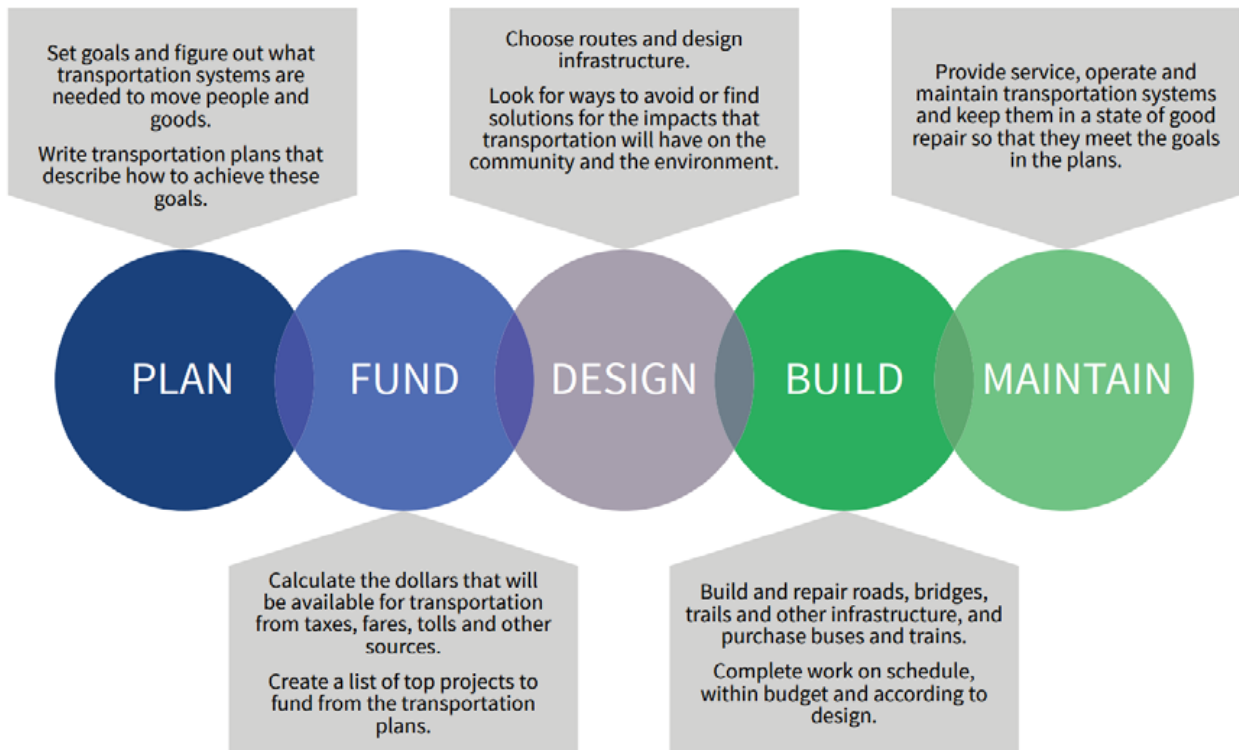 Set goals and figure out what
transportation systems are
needed to move people and
goods.
Write transportation plans that
describe how to achieve these
goals.
Choose routes and design
infrastructure.
Look for ways to avoid or find
solutions for the impacts that
transportation will have on
the community and the environment.
Provide service, operate and
maintain transportation systems
and keep them in a state of good
repair so that they meet the goals
in the plans.
PLAN
FUND
DESIGN
BUILD
MAINTAIN
Calculate the dollars that will
be available for transportation
from taxes, fares, tolls and other
sources.
Create a list of top projects to
fund from the transportation
plans.
Build and repair roads, bridges,
trails and other infrastructure, and
purchase buses and trains.
Complete work on schedule,
within budget and according to
design.